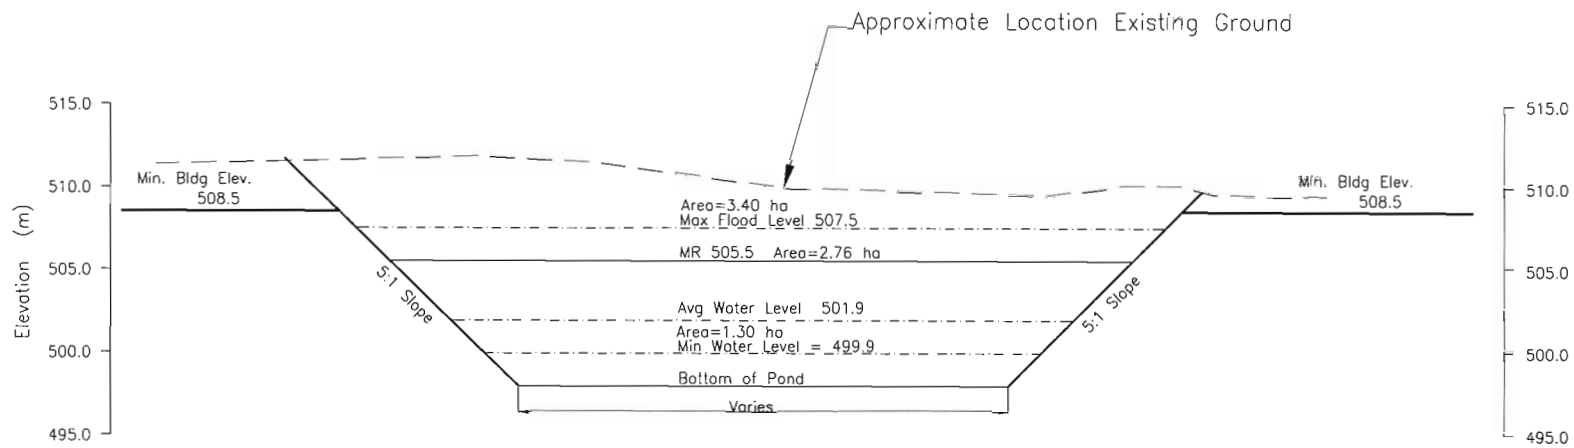 Approximate Location Existing Ground
515.0
515.0
Min. Bldg Elev.
508.5
510.0
Min. Bldg Elev.
508.5
510.0
Area=3.40 ha
Max Flood Level 507.5
MR 505.5 Area=2.76 ha
505.0
505.0
Elevation (m)
5:1 Slope
5:1 Slope
Avg Water Level 501.9
Area=1.30 ha
Min Water Level = 499.9
500.0
500.0
Bottom of Pond
Varies
495.0
495.0